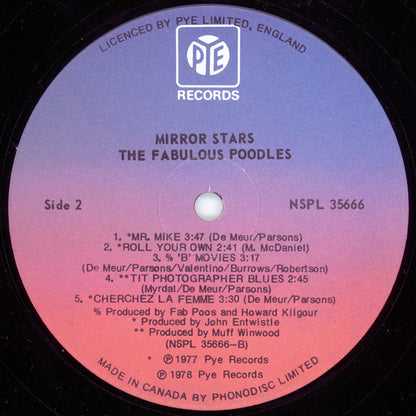 LICENCED BY PYE LIMITED, ENGLAND
PYE
RECORDS
MIRROR STARS
THE FABULOUS POODLES
Side 2
NSPL 35666
1. *MR. MIKE 3:47 (De Meur/Parsons)
2. *ROLL YOUR OWN 2:41 (M. McDaniel)
3. % 'B' MOVIES 3:17
(De Meur/Parsons/Valentino/Burrows/Robertson)
4. **TIT PHOTOGRAPHER BLUES 2:45
(Myrdal/De Meur/Parsons)
5. *CHERCHEZ LA FEMME 3:30 (De Meur/Parsons)
% Produced by Fab Poos and Howard Kilgour
* Produced by John Entwistle
** Produced by Muff Winwood
(NSPL 35666-B)
* ℗ 1977 Pye Records
℗ 1978 Pye Records
MADE IN CANADA BY PHONODISC LIMITED